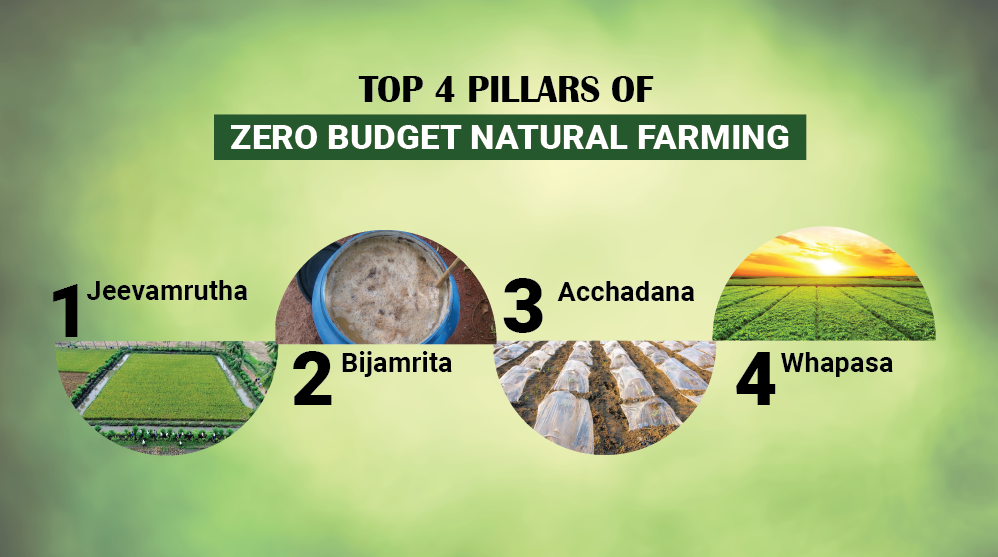 TOP 4 PILLARS OF
ZERO BUDGET NATURAL FARMING
1 Jeevamrutha
2 Bijamrita
3 Acchadana
4 Whapasa